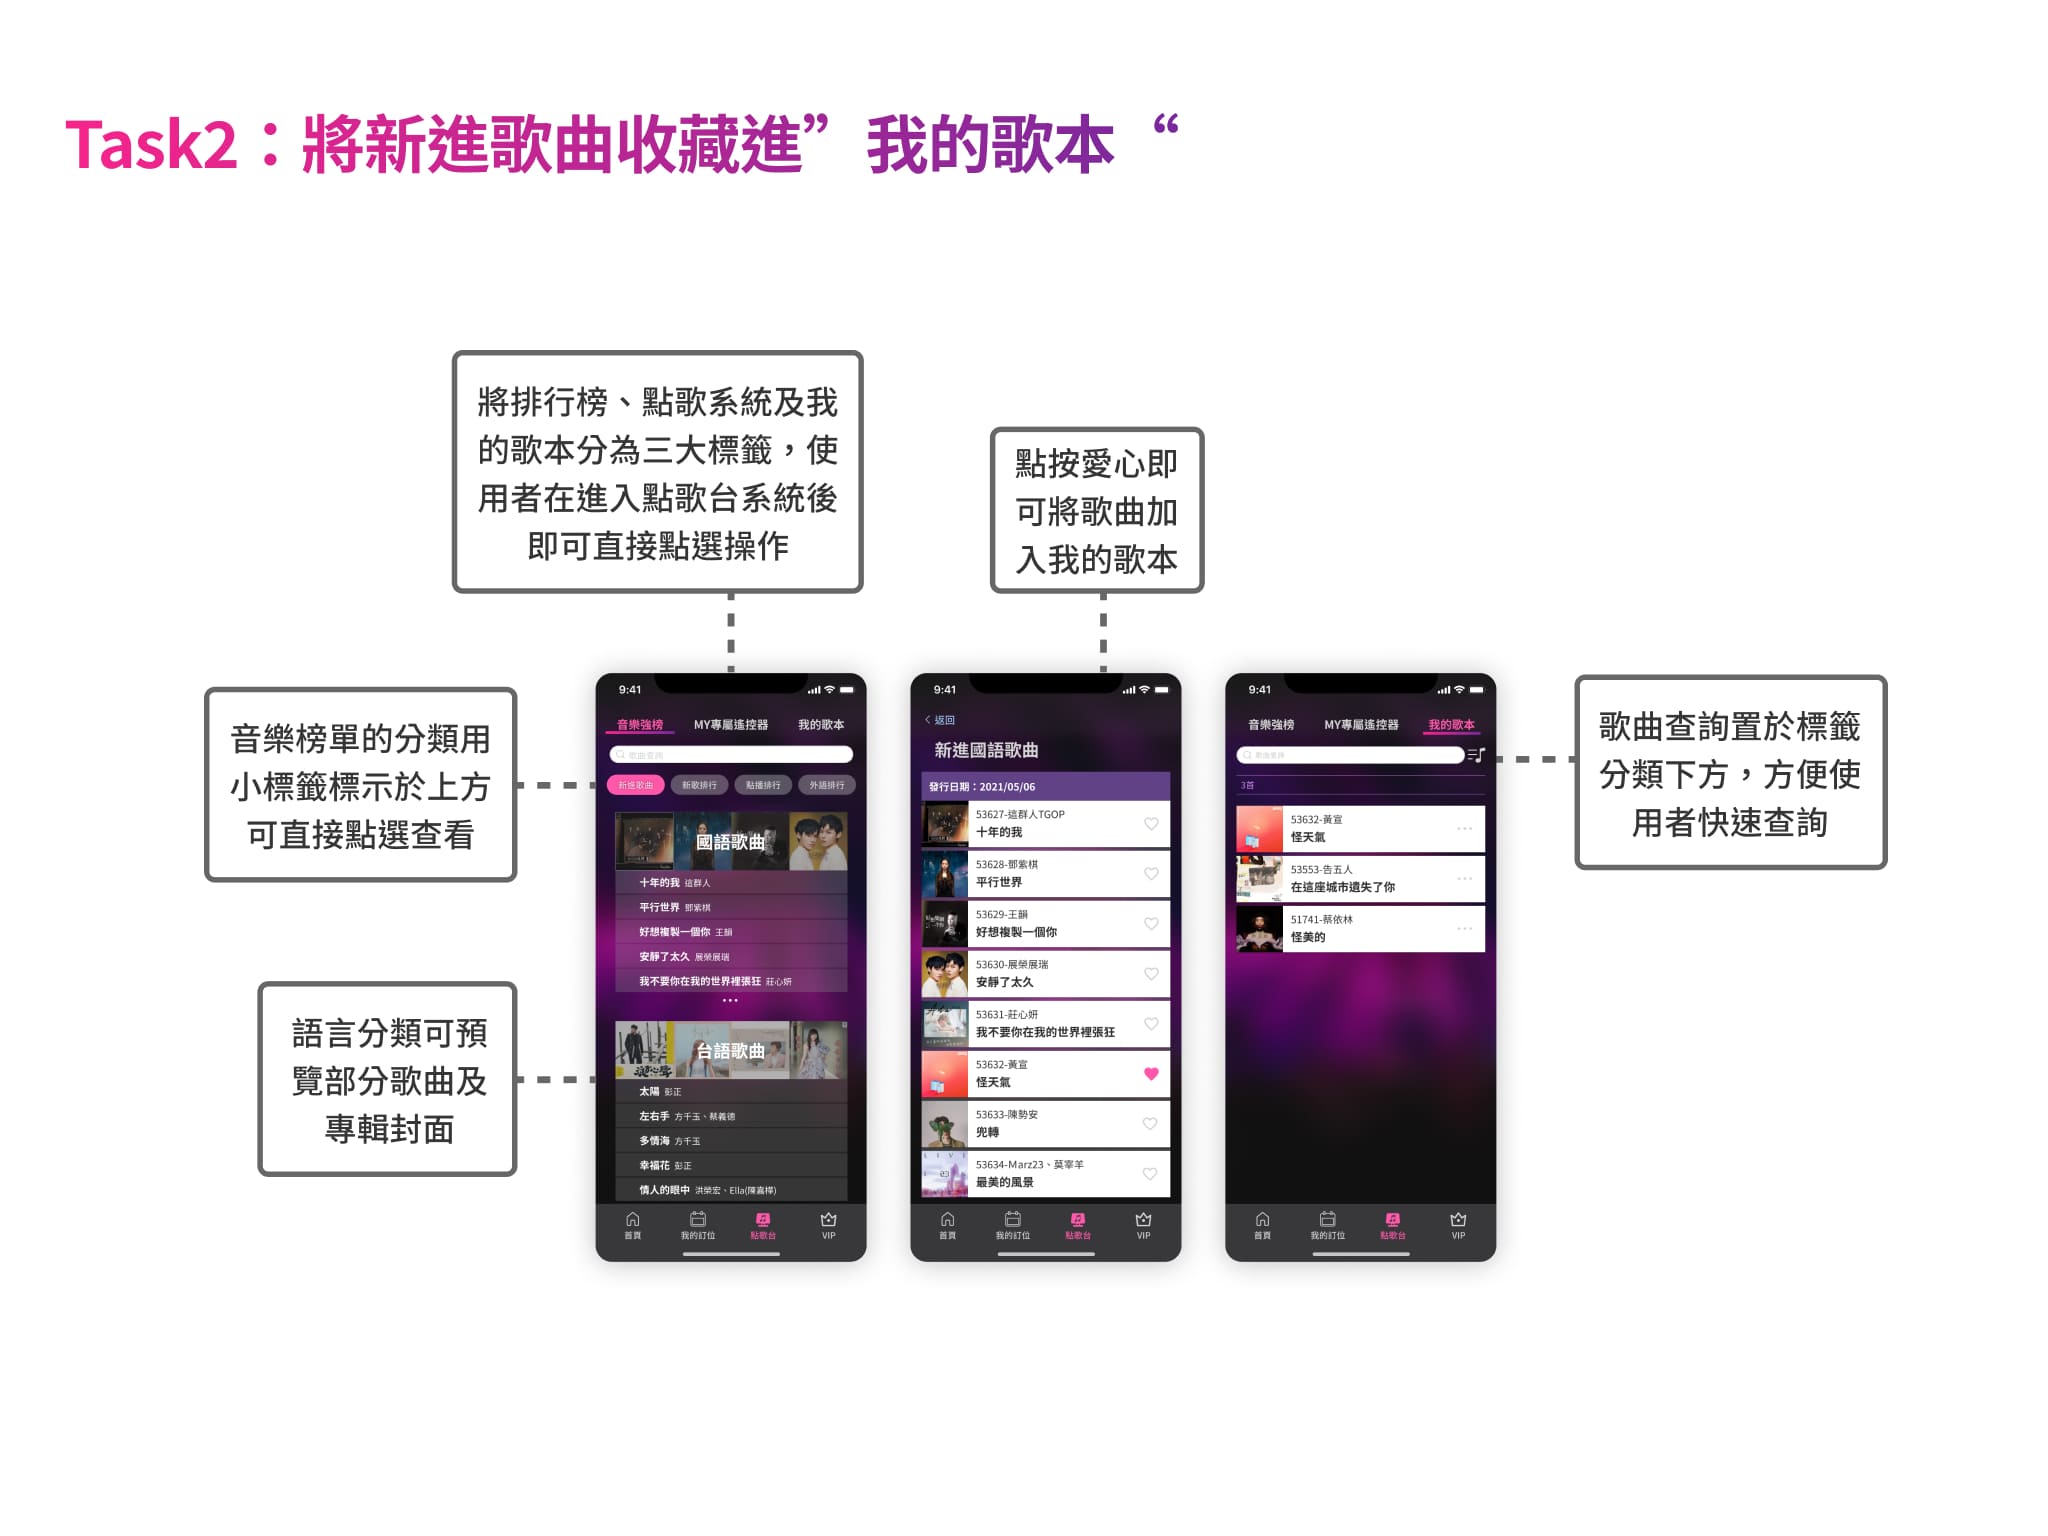 Task2：將新進歌曲收藏進”我的歌本“
將排行榜、點歌系統及我
的歌本分為三大標籤，使
用者在進入點歌台系統後
即可直接點選操作
點按愛心即
可將歌曲加
入我的歌本
音樂榜單的分類用
小標籤標示於上方
可直接點選查看
語言分類可預
覽部分歌曲及
專輯封面
歌曲查詢置於標籤
分類下方，方便使
用者快速查詢
9:41
音樂強榜 MY專屬遙控器 我的歌本
歌曲查詢
新進歌曲 新歌排行 點播排行 外語排行
國語歌曲
十年的我 這群人
平行世界 鄧紫棋
好想複製一個你 王韻
安靜了太久 展榮展瑞
我不要你在我的世界裡張狂 莊心妍
•••
台語歌曲
太陽 彭正
左右手 方千玉、蔡義德
多情海 方千玉
幸福花 彭正
情人的眼中 洪榮宏、Ella(陳嘉樺)
首頁 我的訂位 點歌台 VIP
9:41
返回
新進國語歌曲
發行日期：2021/05/06
53627-這群人TGOP
十年的我
53628-鄧紫棋
平行世界
53629-王韻
好想複製一個你
53630-展榮展瑞
安靜了太久
53631-莊心妍
我不要你在我的世界裡張狂
53632-黃宣
怪天氣
53633-陳勢安
兜轉
53634-Marz23、莫宰羊
最美的風景
首頁 我的訂位 點歌台 VIP
9:41
音樂強榜 MY專屬遙控器 我的歌本
歌曲查詢
3首
53632-黃宣
怪天氣
53553-告五人
在這座城市遺失了你
51741-蔡依林
怪美的
首頁 我的訂位 點歌台 VIP